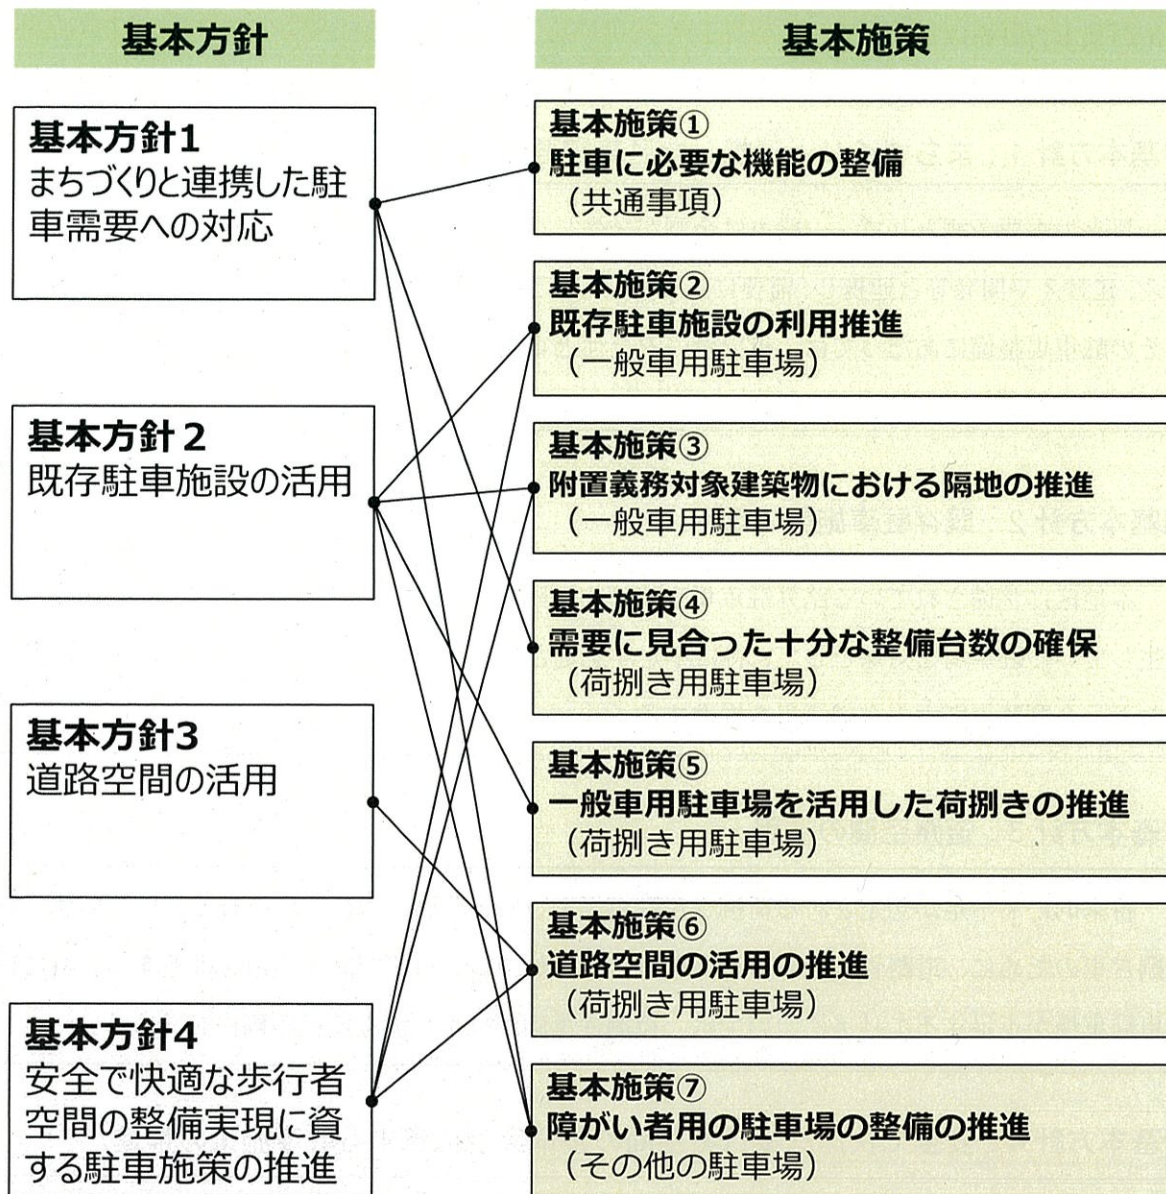 基本方針
基本施策
基本方針1
まちづくりと連携した駐
車需要への対応
基本方針２
既存駐車施設の活用
基本方針3
道路空間の活用
基本方針4
安全で快適な歩行者
空間の整備実現に資
する駐車施策の推進
基本施策①
駐車に必要な機能の整備
（共通事項）
基本施策②
既存駐車施設の利用推進
（一般車用駐車場）
基本施策③
附置義務対象建築物における隔地の推進
（一般車用駐車場）
基本施策④
需要に見合った十分な整備台数の確保
（荷捌き用駐車場）
基本施策⑤
一般車用駐車場を活用した荷捌きの推進
（荷捌き用駐車場）
基本施策⑥
道路空間の活用の推進
（荷捌き用駐車場）
基本施策⑦
障がい者用の駐車場の整備の推進
（その他の駐車場）